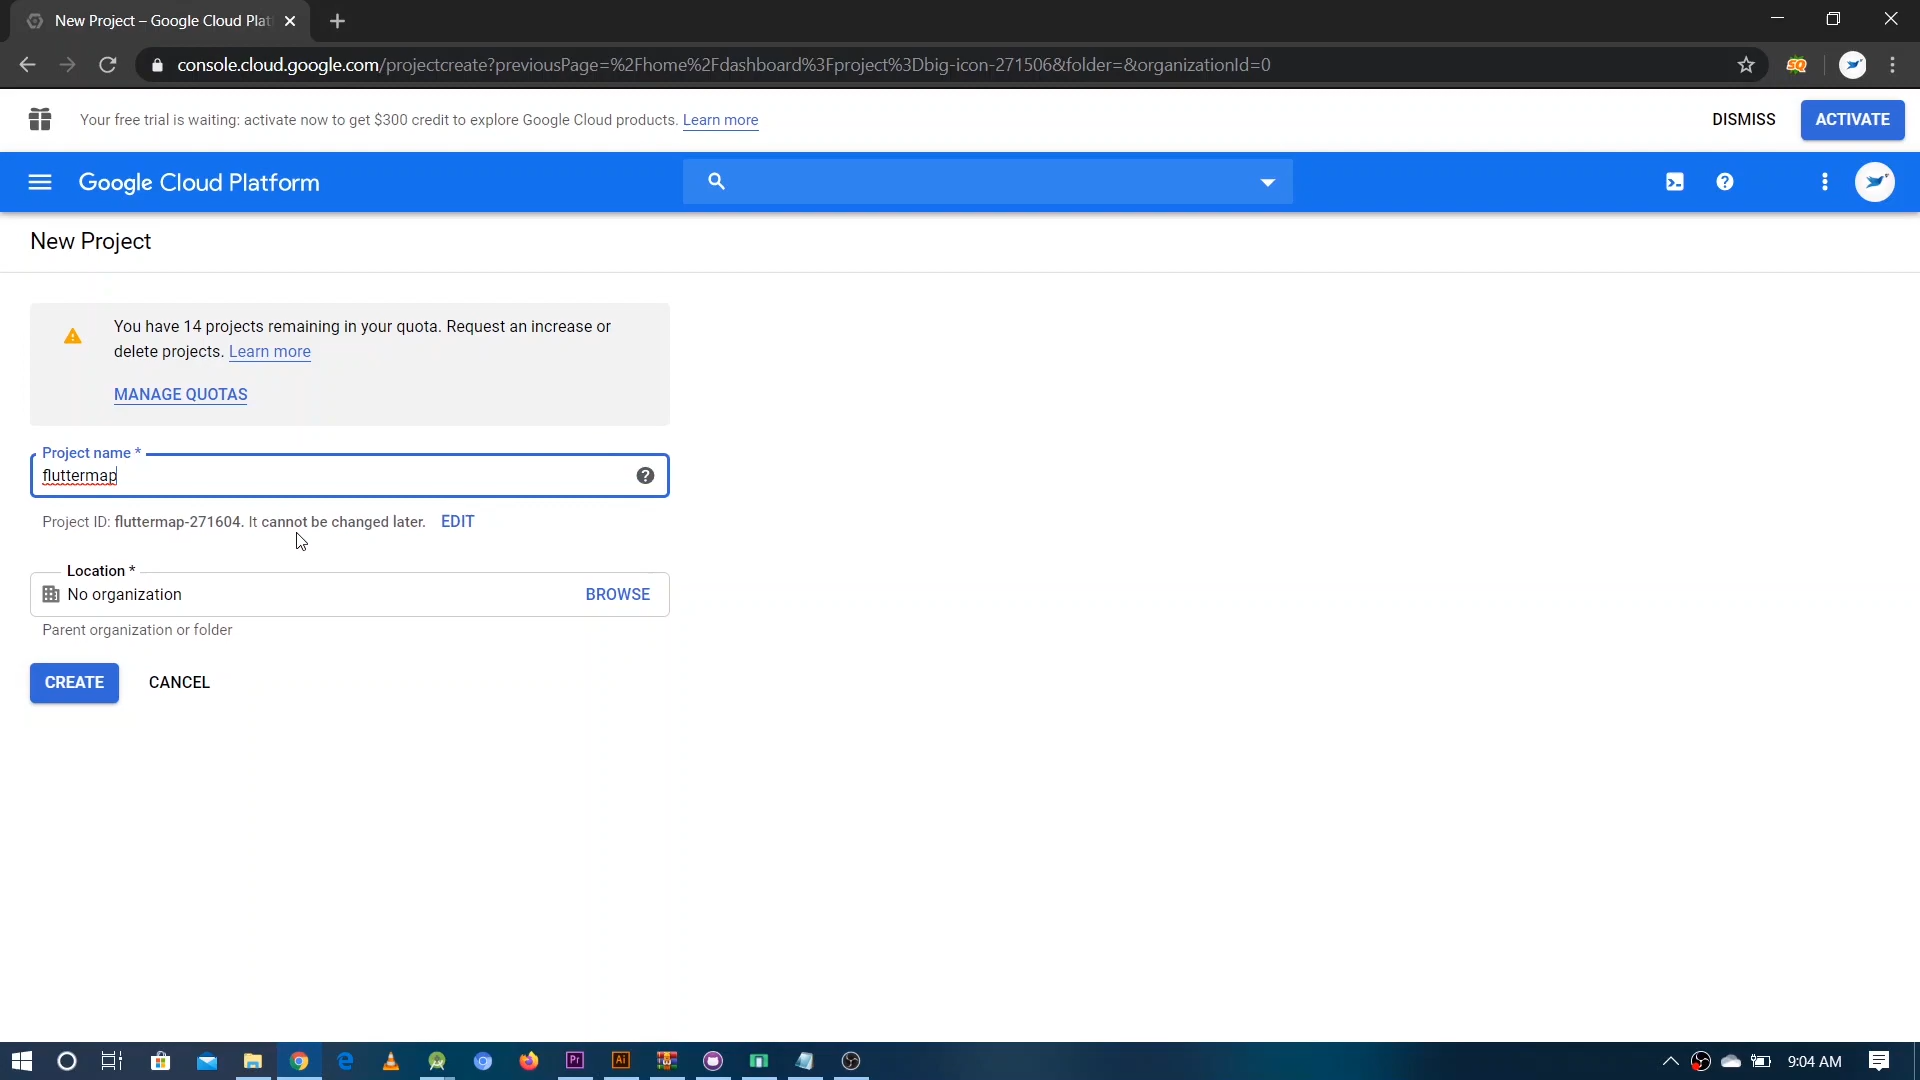 New Project – Google Cloud Plat
console.cloud.google.com/projectcreate?previousPage=%2Fhome%2Fdashboard%3Fproject%3Dbig-icon-271506&folder=&organizationId=0
SQ
Your free trial is waiting: activate now to get $300 credit to explore Google Cloud products. Learn more
DISMISS
ACTIVATE
Google Cloud Platform
New Project
You have 14 projects remaining in your quota. Request an increase or
delete projects. Learn more
MANAGE QUOTAS
Project name *
fluttermap
Project ID: fluttermap-271604. It cannot be changed later. EDIT
Location *
No organization
BROWSE
Parent organization or folder
CREATE
CANCEL
Pr
Ai
9:04 AM